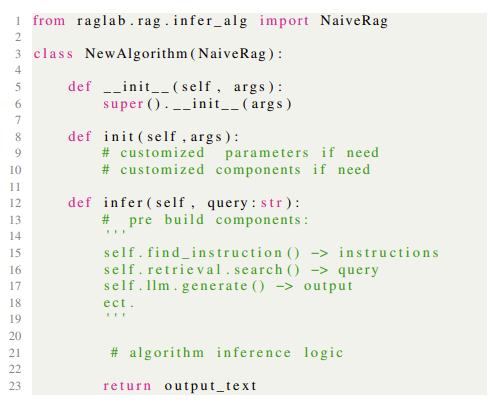 1 from raglab.rag.infer_alg import NaiveRag
2
3 class NewAlgorithm(NaiveRag):
4
5     def __init__(self, args):
6         super().__init__(args)
7
8     def init(self,args):
9         # customized  parameters if need
10         # customized components if need
11
12     def infer(self, query:str):
13         #  pre build components:
14         '''
15         self.find_instruction() -> instructions
16         self.retrieval.search() -> query
17         self.llm.generate() -> output
18         ect.
19         '''
20
21          # algorithm inference logic
22
23         return output_text